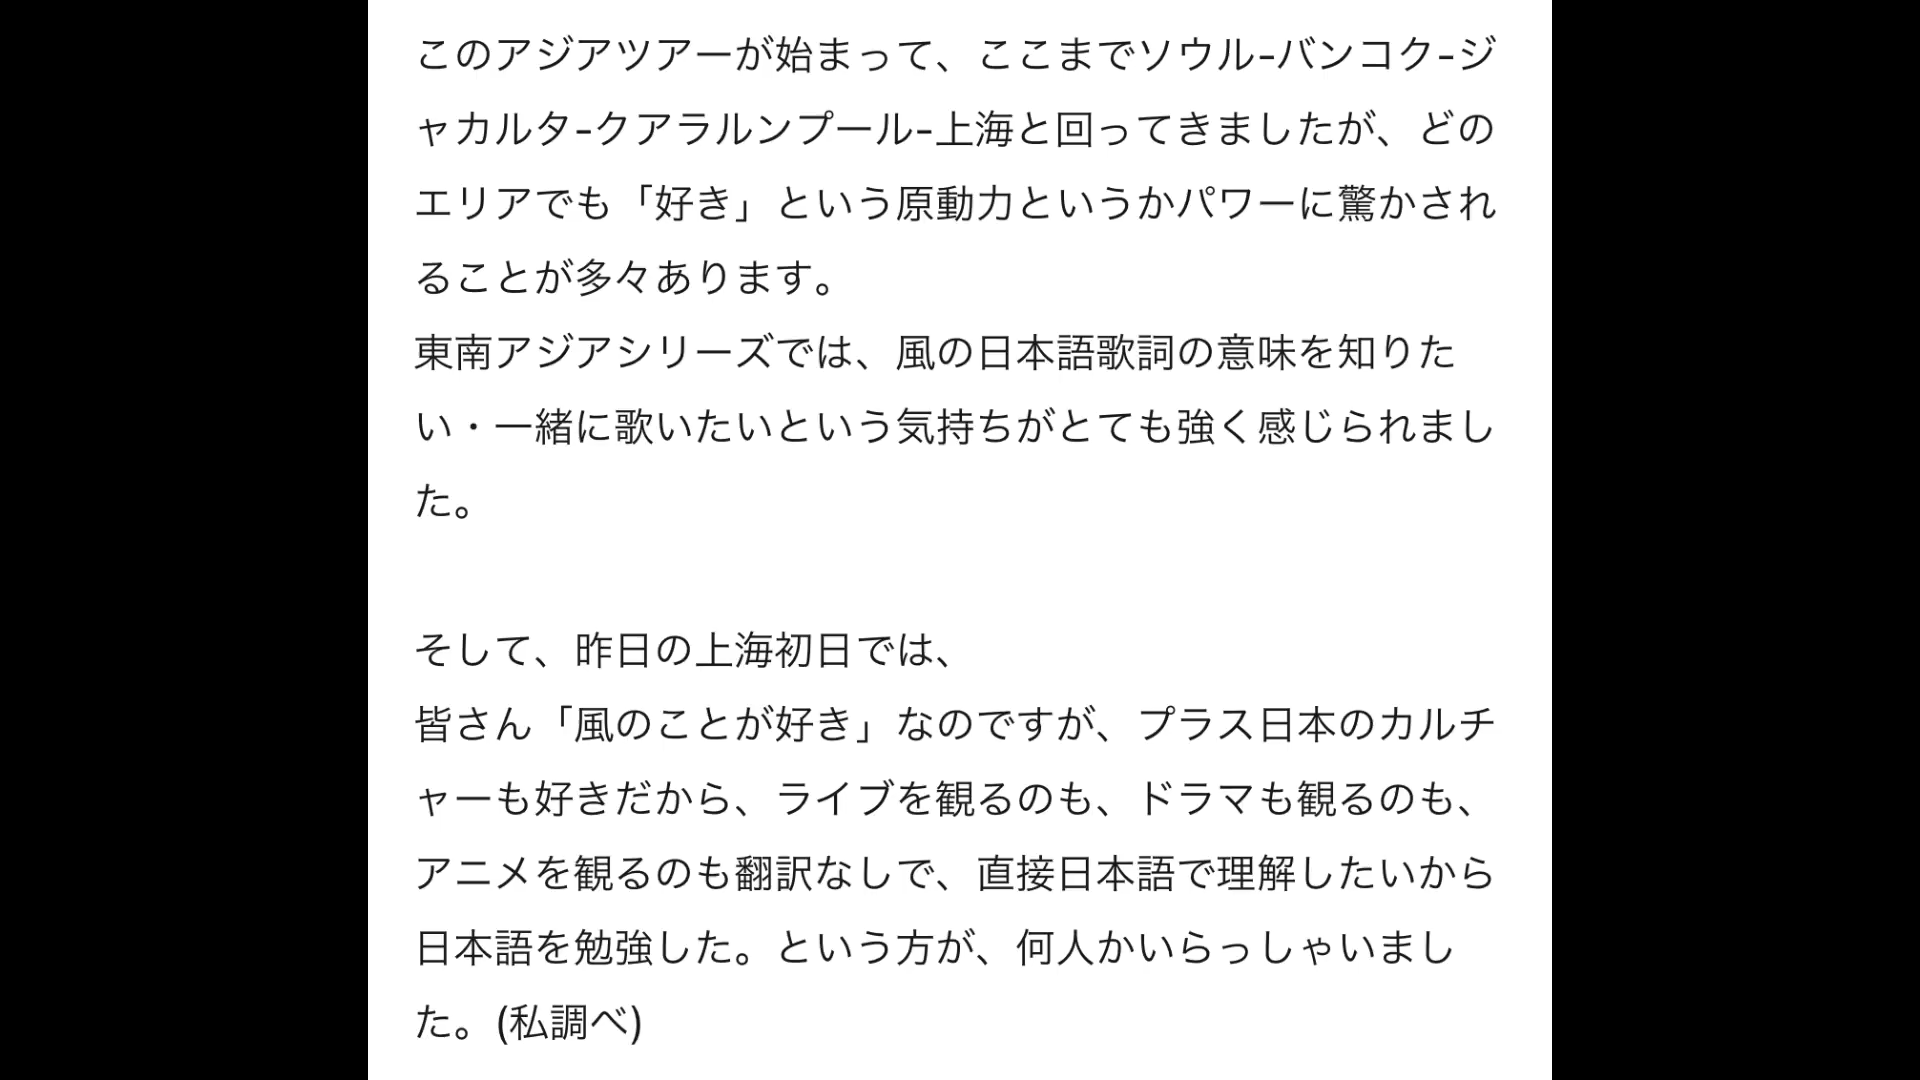 このアジアツアーが始まって、ここまでソウル-バンコク-ジ
ャカルタ-クアラルンプール-上海と回ってきましたが、どの
エリアでも「好き」という原動力というかパワーに驚かされ
ることが多々あります。
東南アジアシリーズでは、風の日本語歌詞の意味を知りた
い・一緒に歌いたいという気持ちがとても強く感じられまし
た。
そして、昨日の上海初日では、
皆さん「風のことが好き」なのですが、プラス日本のカルチ
ャーも好きだから、ライブを観るのも、ドラマも観るのも、
アニメを観るのも翻訳なしで、直接日本語で理解したいから
日本語を勉強した。という方が、何人かいらっしゃいまし
た。(私調べ)